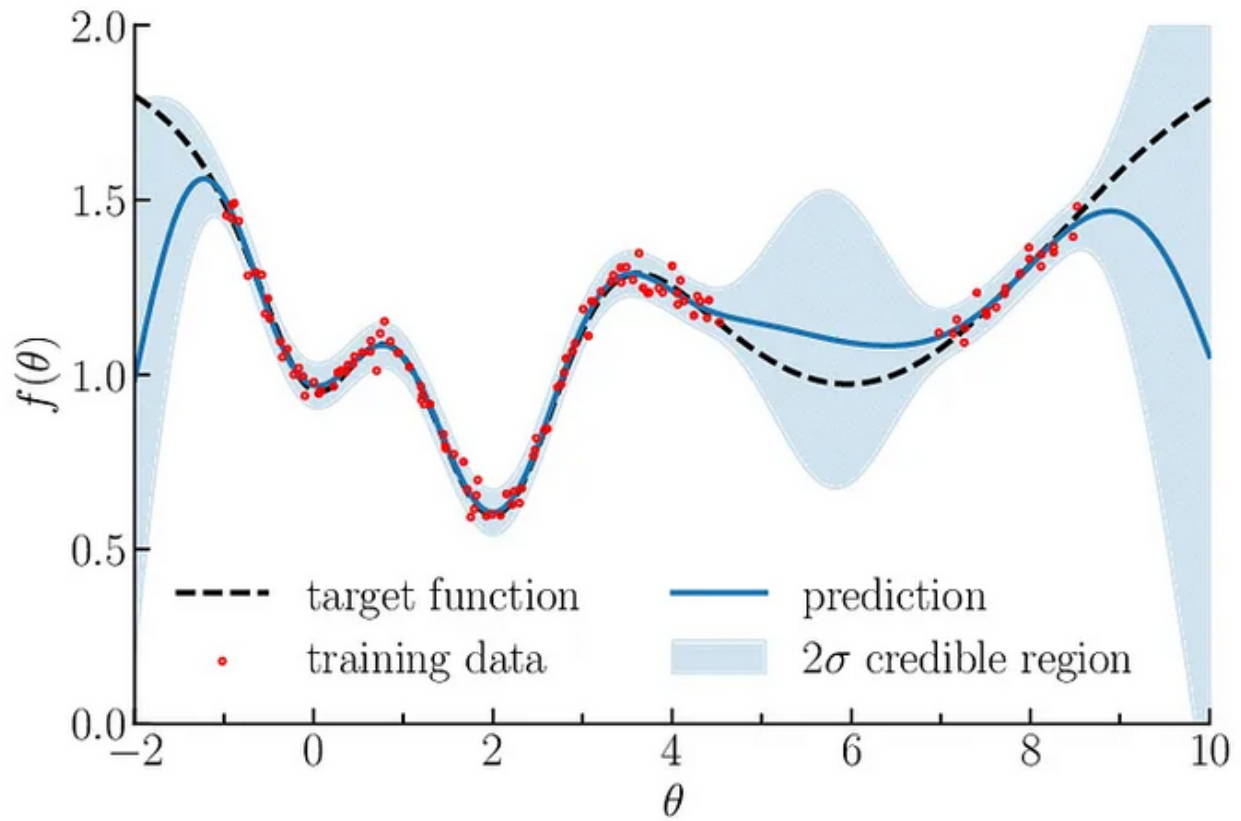 2.0
1.5
f(θ)
1.0
0.5
target function
prediction
training data
2σ credible region
0.0
−2 0 2 4 6 8 10
θ